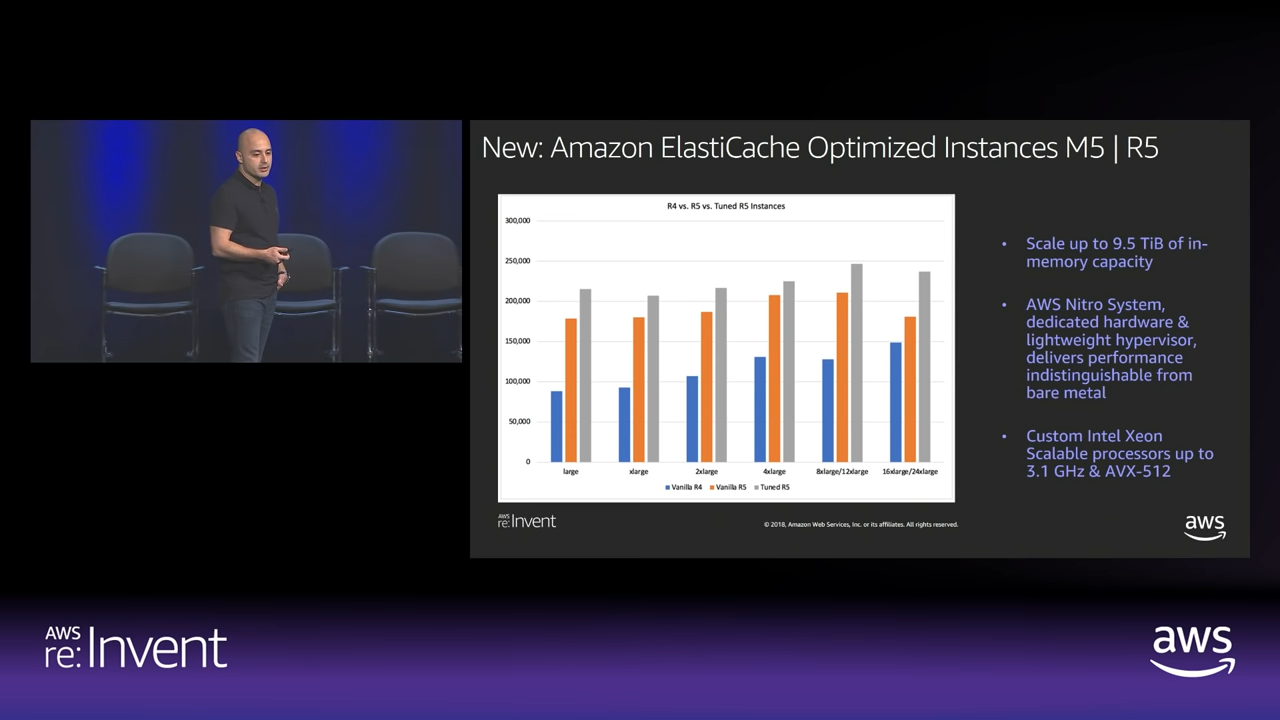 New: Amazon ElastiCache Optimized Instances M5 | R5
R4 vs. R5 vs. Tuned R5 Instances
300,000
250,000
200,000
150,000
100,000
50,000
0
large
xlarge
2xlarge
4xlarge
8xlarge/12xlarge
16xlarge/24xlarge
Vanilla R4
Vanilla R5
Tuned R5
• Scale up to 9.5 TiB of in-
memory capacity
• AWS Nitro System,
dedicated hardware &
lightweight hypervisor,
delivers performance
indistinguishable from
bare metal
• Custom Intel Xeon
Scalable processors up to
3.1 GHz & AVX-512
AWS
re:Invent
© 2018, Amazon Web Services, Inc. or its affiliates. All rights reserved.
aws
AWS
re:Invent
aws